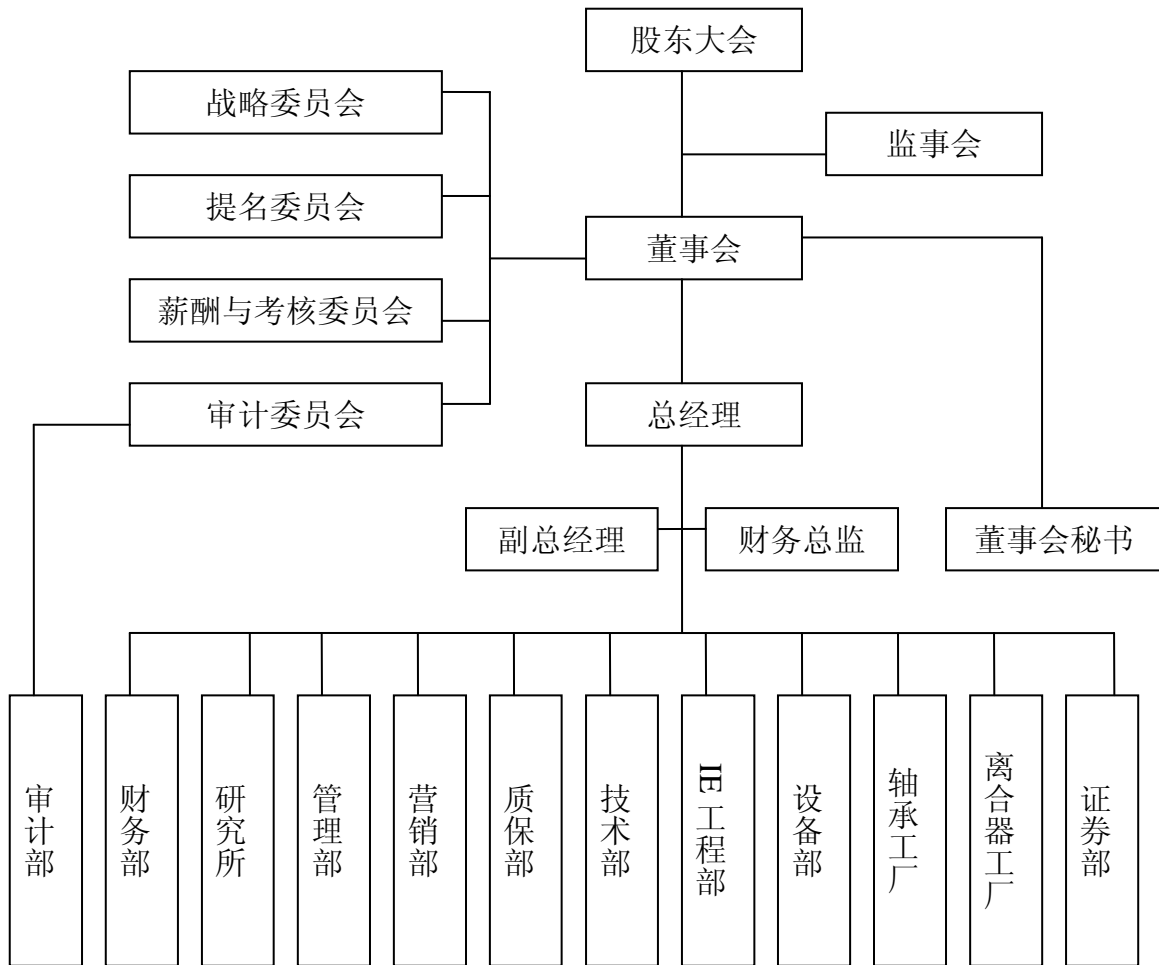 股东大会
战略委员会
监事会
提名委员会
董事会
薪酬与考核委员会
审计委员会
总经理
副总经理
财务总监
董事会秘书
审计部
财务部
研究所
管理部
营销部
质保部
技术部
IE工程部
设备部
轴承工厂
离合器工厂
证券部